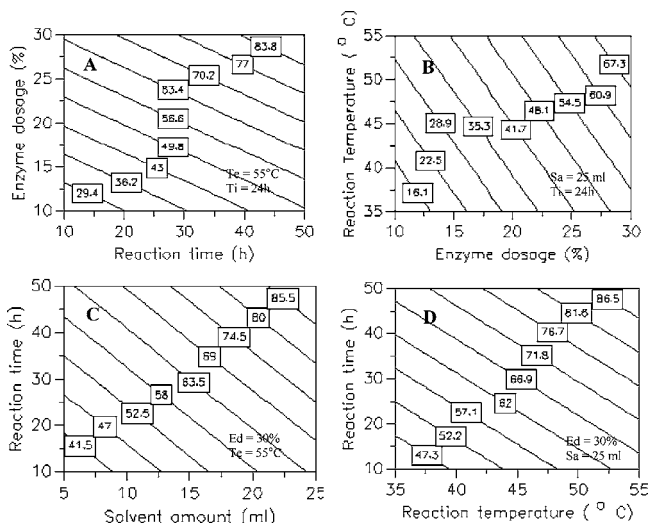 A
Enzyme dosage (%)
30
25
20
15
10
83.8
77
70.2
63.4
56.6
49.8
43
36.2
29.4
Te = 55°C
Ti = 24h
10 20 30 40 50
Reaction time (h)
B
Reaction Temperature ( ° C)
55
50
45
40
35
67.3
60.9
54.5
48.1
41.7
35.3
28.9
22.5
16.1
Sa = 25 ml
Ti = 24h
10 15 20 25 30
Enzyme dosage (%)
C
Reaction time (h)
50
40
30
20
10
85.5
80
74.5
69
63.5
58
52.5
47
41.5
Ed = 30%
Te = 55°C
5 10 15 20 25
Solvent amount (ml)
D
Reaction time (h)
50
40
30
20
10
86.5
81.6
76.7
71.8
66.9
62
57.1
52.2
47.3
Ed = 30%
Sa = 25 ml
35 40 45 50 55
Reaction temperature ( ° C)